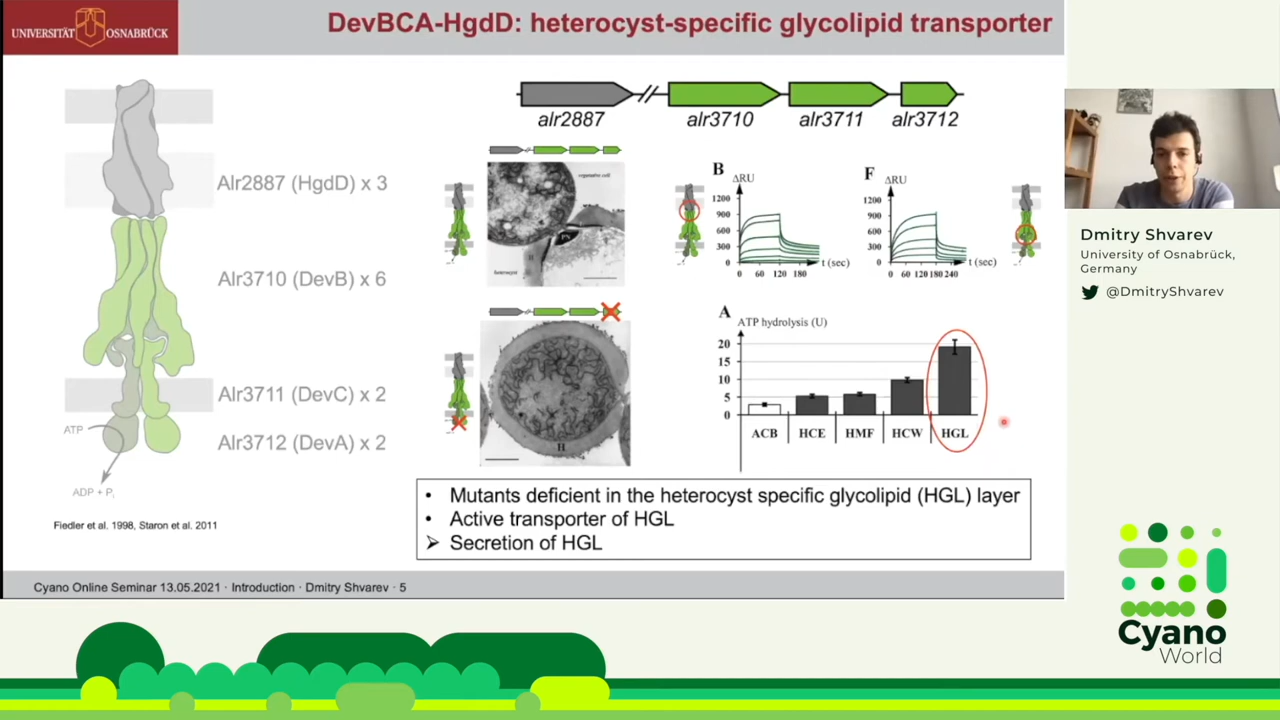 UNIVERSITÄT OSNABRÜCK
DevBCA-HgdD: heterocyst-specific glycolipid transporter
alr2887 // alr3710 alr3711 alr3712
Alr2887 (HgdD) x 3
Alr3710 (DevB) x 6
Alr3711 (DevC) x 2
Alr3712 (DevA) x 2
ATP
ADP + Pi
Fiedler et al. 1998, Staron et al. 2011
vegetative cell
PN
H
heterocyst
H
B
ΔRU
1200
900
600
300
0
0 60 120 180
t (sec)
F
ΔRU
1200
900
600
300
0
0 60 120 180 240
t (sec)
A
ATP hydrolysis (U)
20
15
10
5
0
ACB HCE HMF HCW HGL
• Mutants deficient in the heterocyst specific glycolipid (HGL) layer
• Active transporter of HGL
➢ Secretion of HGL
Cyano Online Seminar 13.05.2021 · Introduction · Dmitry Shvarev · 5
Dmitry Shvarev
University of Osnabrück,
Germany
@DmitryShvarev
Cyano
World